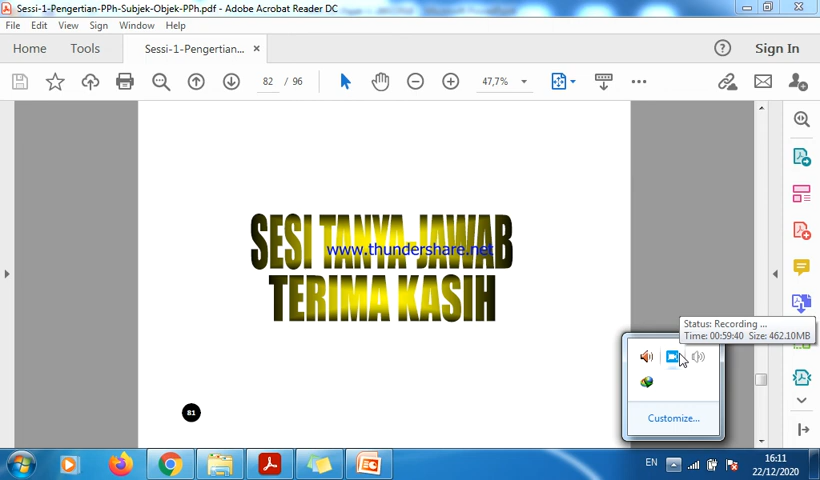 Sessi-1-Pengertian-PPh-Subjek-Objek-PPh.pdf - Adobe Acrobat Reader DC
File Edit View Sign Window Help
Home Tools Sessi-1-Pengertian... × Sign In
82 / 96 47,7%
SESI TANYA-JAWAB
www.thundershare.net
TERIMA KASIH
Status: Recording ...
Time: 00:59:40 Size: 462.10MB
81
Customize...
EN
16:11
22/12/2020